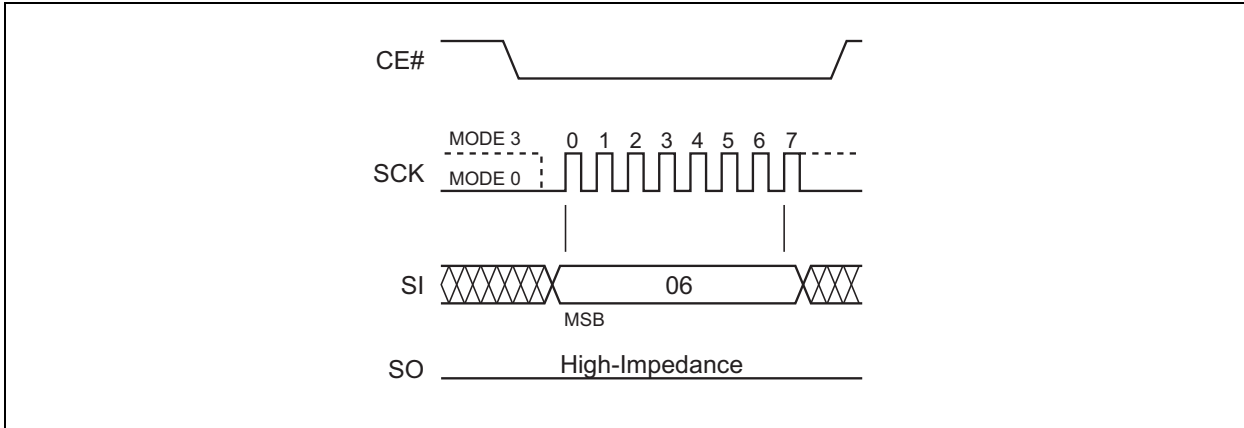 CE#
MODE 3
0 1 2 3 4 5 6 7
SCK
MODE 0
SI
06
MSB
SO
High-Impedance